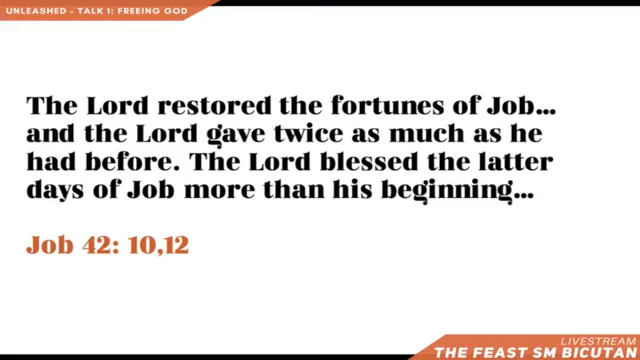 UNLEASHED - TALK 1: FREEING GOD
The Lord restored the fortunes of Job...
and the Lord gave twice as much as he
had before. The Lord blessed the latter
days of Job more than his beginning...
Job 42: 10,12
LIVESTREAM
THE FEAST SM BICUTAN